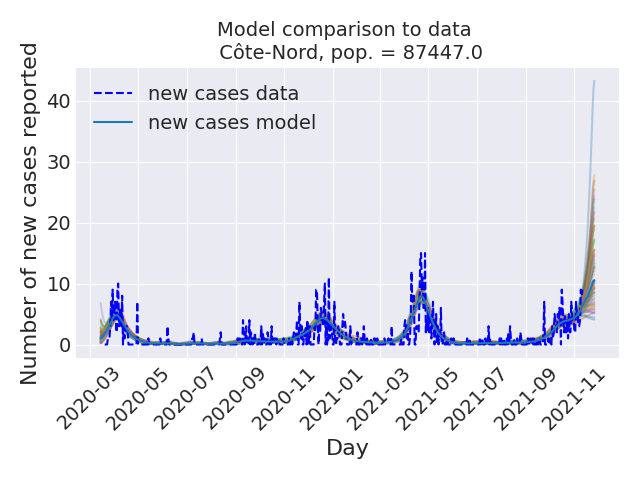 Model comparison to data
Côte-Nord, pop. = 87447.0
Number of new cases reported
40
30
20
10
0
new cases data
new cases model
2020-03
2020-05
2020-07
2020-09
2020-11
2021-01
2021-03
2021-05
2021-07
2021-09
2021-11
Day